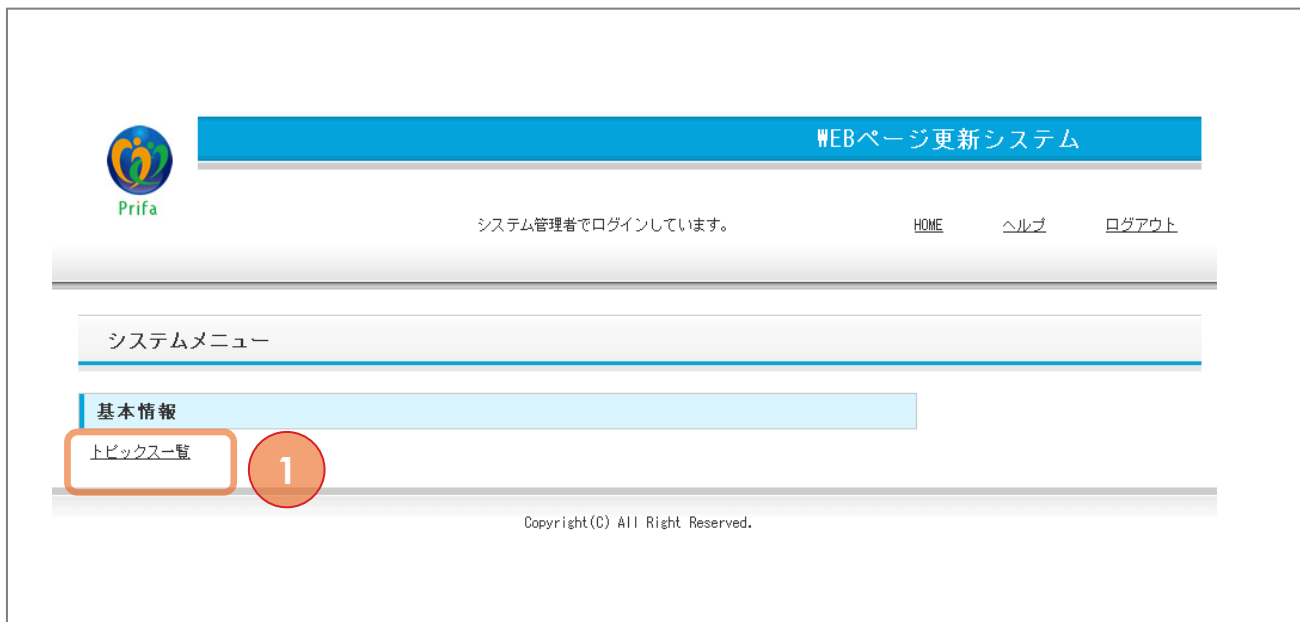 WEBページ更新システム
Prifa
システム管理者でログインしています。 HOME ヘルプ ログアウト
システムメニュー
基本情報
トピックス一覧
1
Copyright(C) All Right Reserved.